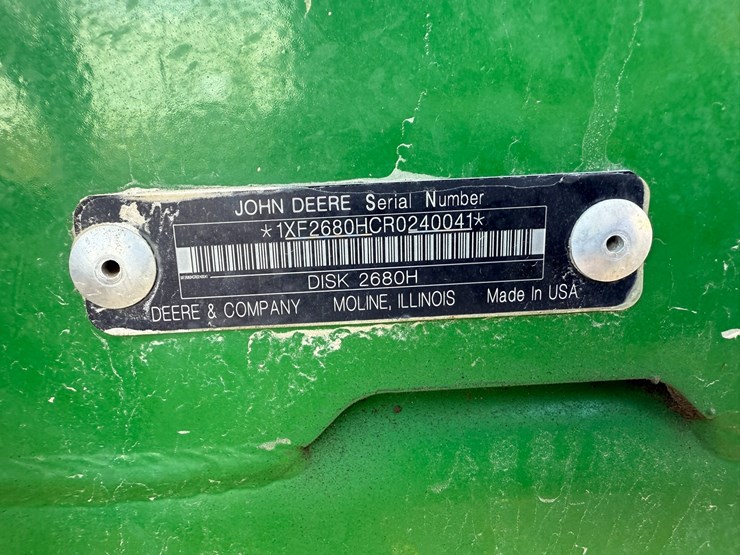 JOHN DEERE Serial Number
*1XF2680HCR0240041*
DISK 2680H
DEERE & COMPANY MOLINE, ILLINOIS Made In USA